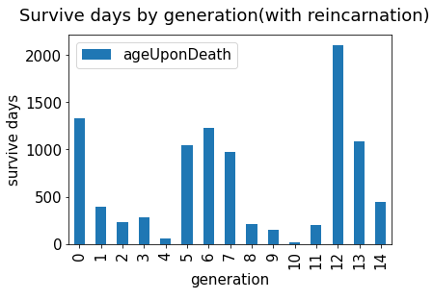 Survive days by generation(with reincarnation)
ageUponDeath
2000
1500
1000
500
0
survive days
0 1 2 3 4 5 6 7 8 9 10 11 12 13 14
generation